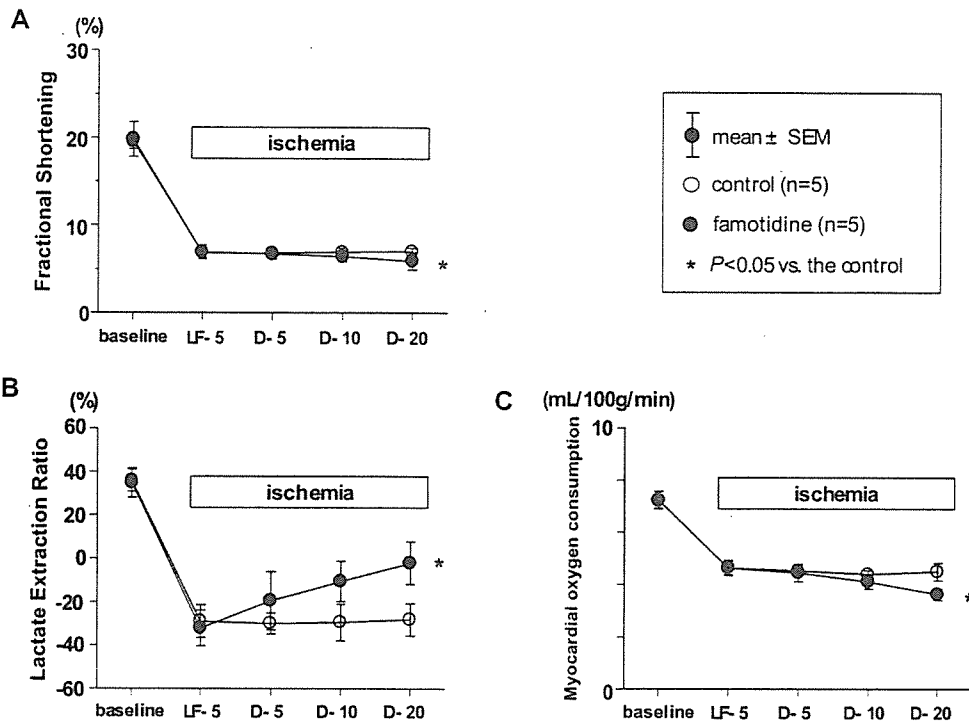 A
(%)
Fractional Shortening
30
20
10
0
ischemia
*
baseline LF- 5 D- 5 D- 10 D- 20
mean ± SEM
control (n=5)
famotidine (n=5)
* P<0.05 vs. the control
B
(%)
Lactate Extraction Ratio
60
40
20
0
-20
-40
-60
ischemia
*
baseline LF- 5 D- 5 D- 10 D- 20
C
(mL/100g/min)
Myocardial oxygen consumption
10
0
ischemia
*
baseline LF- 5 D- 5 D- 10 D- 20